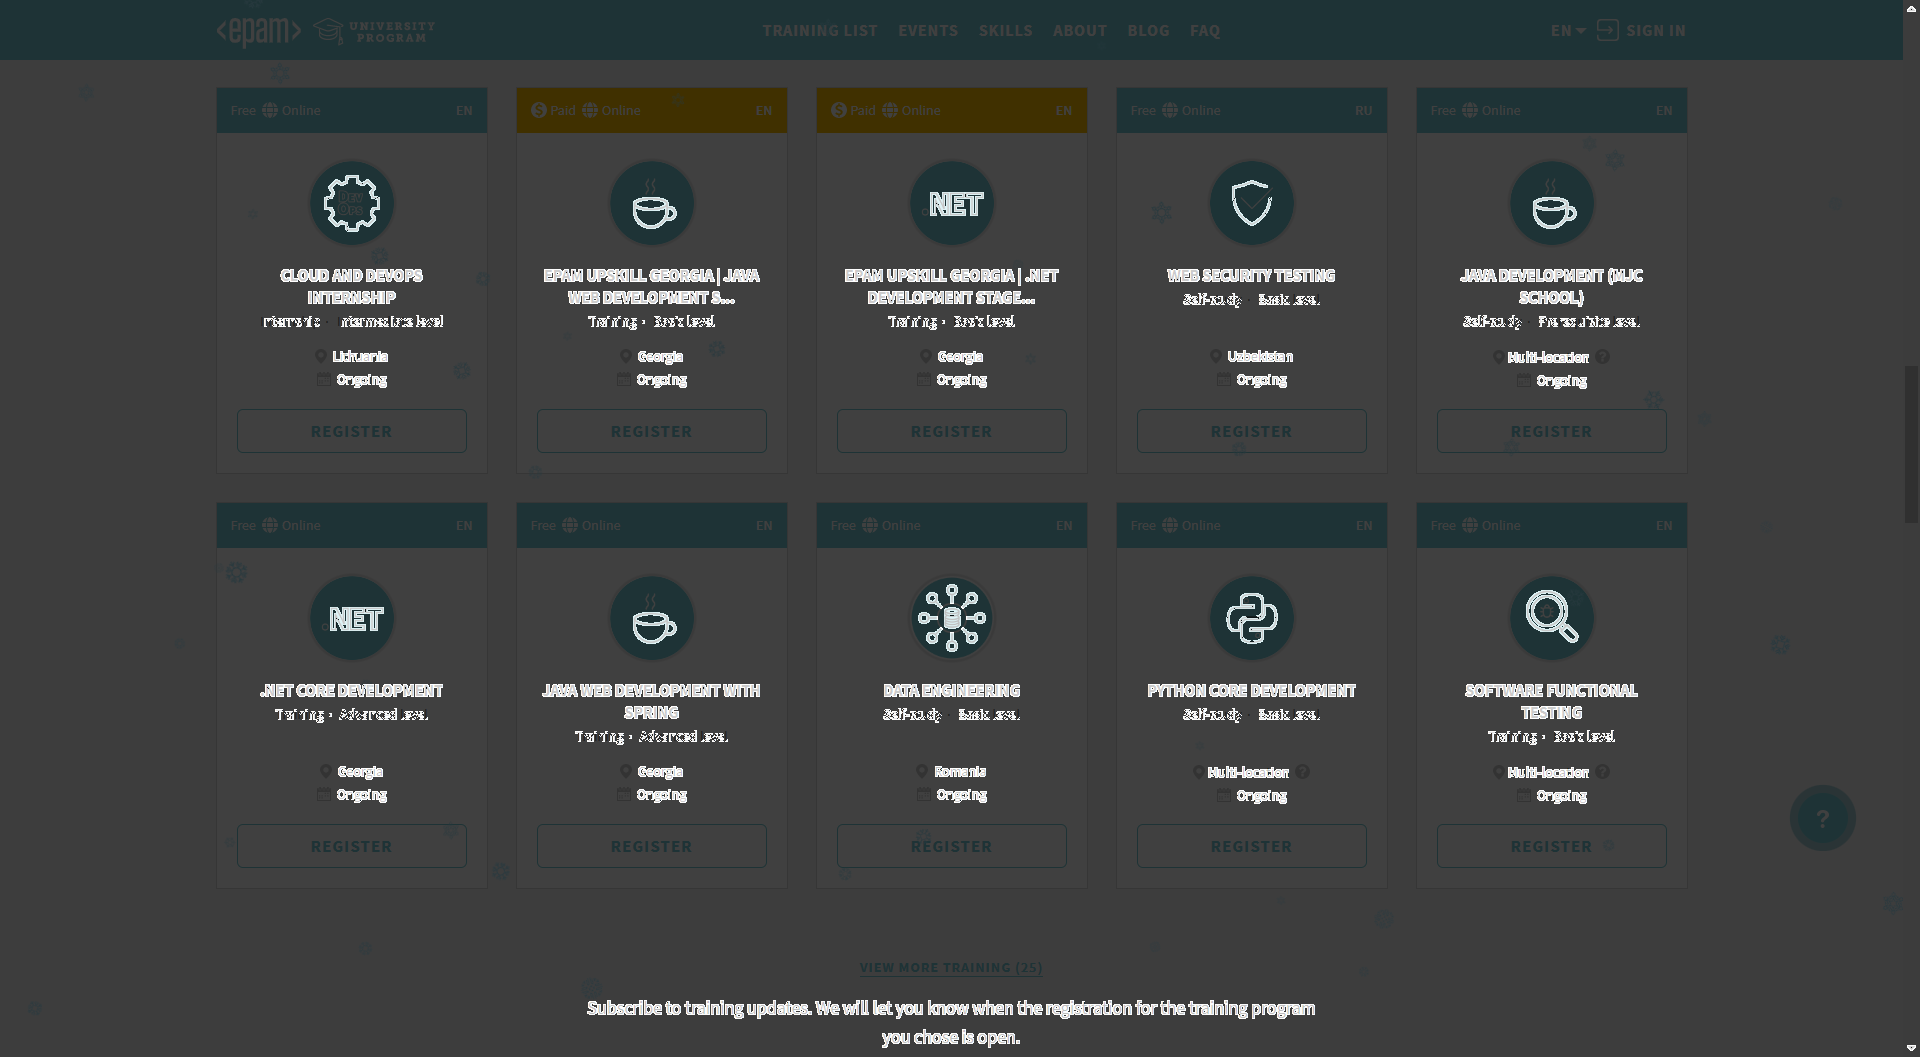 <epam> UNIVERSITY PROGRAM TRAINING LIST EVENTS SKILLS ABOUT BLOG FAQ EN SIGN IN
Free Online EN
CLOUD AND DEVOPS
INTERNSHIP
Internship · Intermediate level
Lithuania
Ongoing
REGISTER
Paid Online EN
EPAM UPSKILL GEORGIA | JAVA
WEB DEVELOPMENT S...
Training · Basic level
Georgia
Ongoing
REGISTER
Paid Online EN
.NET
EPAM UPSKILL GEORGIA | .NET
DEVELOPMENT STAGE...
Training · Basic level
Georgia
Ongoing
REGISTER
Free Online RU
WEB SECURITY TESTING
Self-study · Basic level
Uzbekistan
Ongoing
REGISTER
Free Online EN
JAVA DEVELOPMENT (MJC
SCHOOL)
Self-study · Pre-requisite level
Multi-location ?
Ongoing
REGISTER
Free Online EN
.NET
.NET CORE DEVELOPMENT
Training · Advanced level
Georgia
Ongoing
REGISTER
Free Online EN
JAVA WEB DEVELOPMENT WITH
SPRING
Training · Advanced level
Georgia
Ongoing
REGISTER
Free Online EN
DATA ENGINEERING
Self-study · Basic level
Romania
Ongoing
REGISTER
Free Online EN
PYTHON CORE DEVELOPMENT
Self-study · Basic level
Multi-location ?
Ongoing
REGISTER
Free Online EN
SOFTWARE FUNCTIONAL
TESTING
Training · Basic level
Multi-location ?
Ongoing
REGISTER
?
VIEW MORE TRAINING (25)
Subscribe to training updates. We will let you know when the registration for the training program
you chose is open.